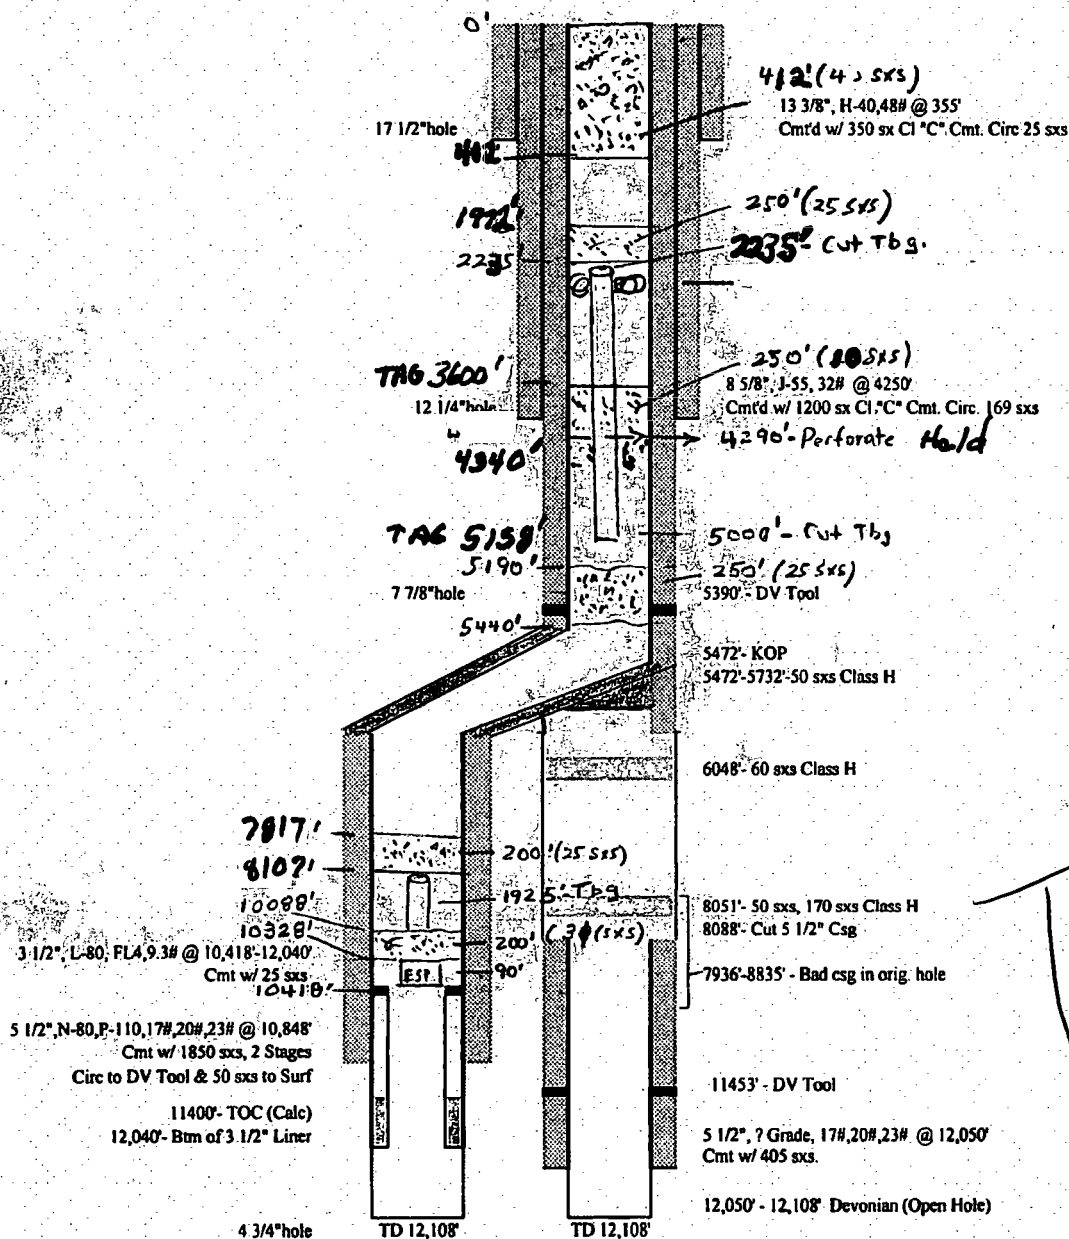 0'
412' (4 sxs)
13 3/8", H-40,48# @ 355'
Cmt'd w/ 350 sx Cl "C" Cmt. Circ 25 sxs
17 1/2"hole
412'
250' (25 sxs)
1972'
2235' - Cut Tbg.
2235'
250' ( sxs)
TAG 3600'
8 5/8", J-55, 32# @ 4250'
12 1/4"hole
Cmt'd w/ 1200 sx Cl "C" Cmt. Circ. 169 sxs
4290' - Perforate Held
4340'
TAG 5158'
5000' - Cut Tbg
5190'
250' (25 sxs)
7 7/8"hole
5390' - DV Tool
5440'
5472'- KOP
5472'-5732'-50 sxs Class H
6048'- 60 sxs Class H
7817'
200' (25 sxs)
8107'
1925' Tbg
8051'- 50 sxs, 170 sxs Class H
10088'
8088'- Cut 5 1/2" Csg
10328'
200'
(sxs)
3 1/2", L-80, FL4,9.3# @ 10,418'-12,040'
ESP
90'
7936'-8835' - Bad csg in orig. hole
Cmt w/ 25 sxs
10418'
5 1/2",N-80,P-110,17#,20#,23# @ 10,848'
Cmt w/ 1850 sxs, 2 Stages
Circ to DV Tool & 50 sxs to Surf
11453' - DV Tool
11400'- TOC (Calc)
12,040'- Btm of 3 1/2" Liner
5 1/2", ? Grade, 17#,20#,23# @ 12,050'
Cmt w/ 405 sxs.
12,050' - 12,108' Devonian (Open Hole)
4 3/4"hole
TD 12,108'
TD 12,108'